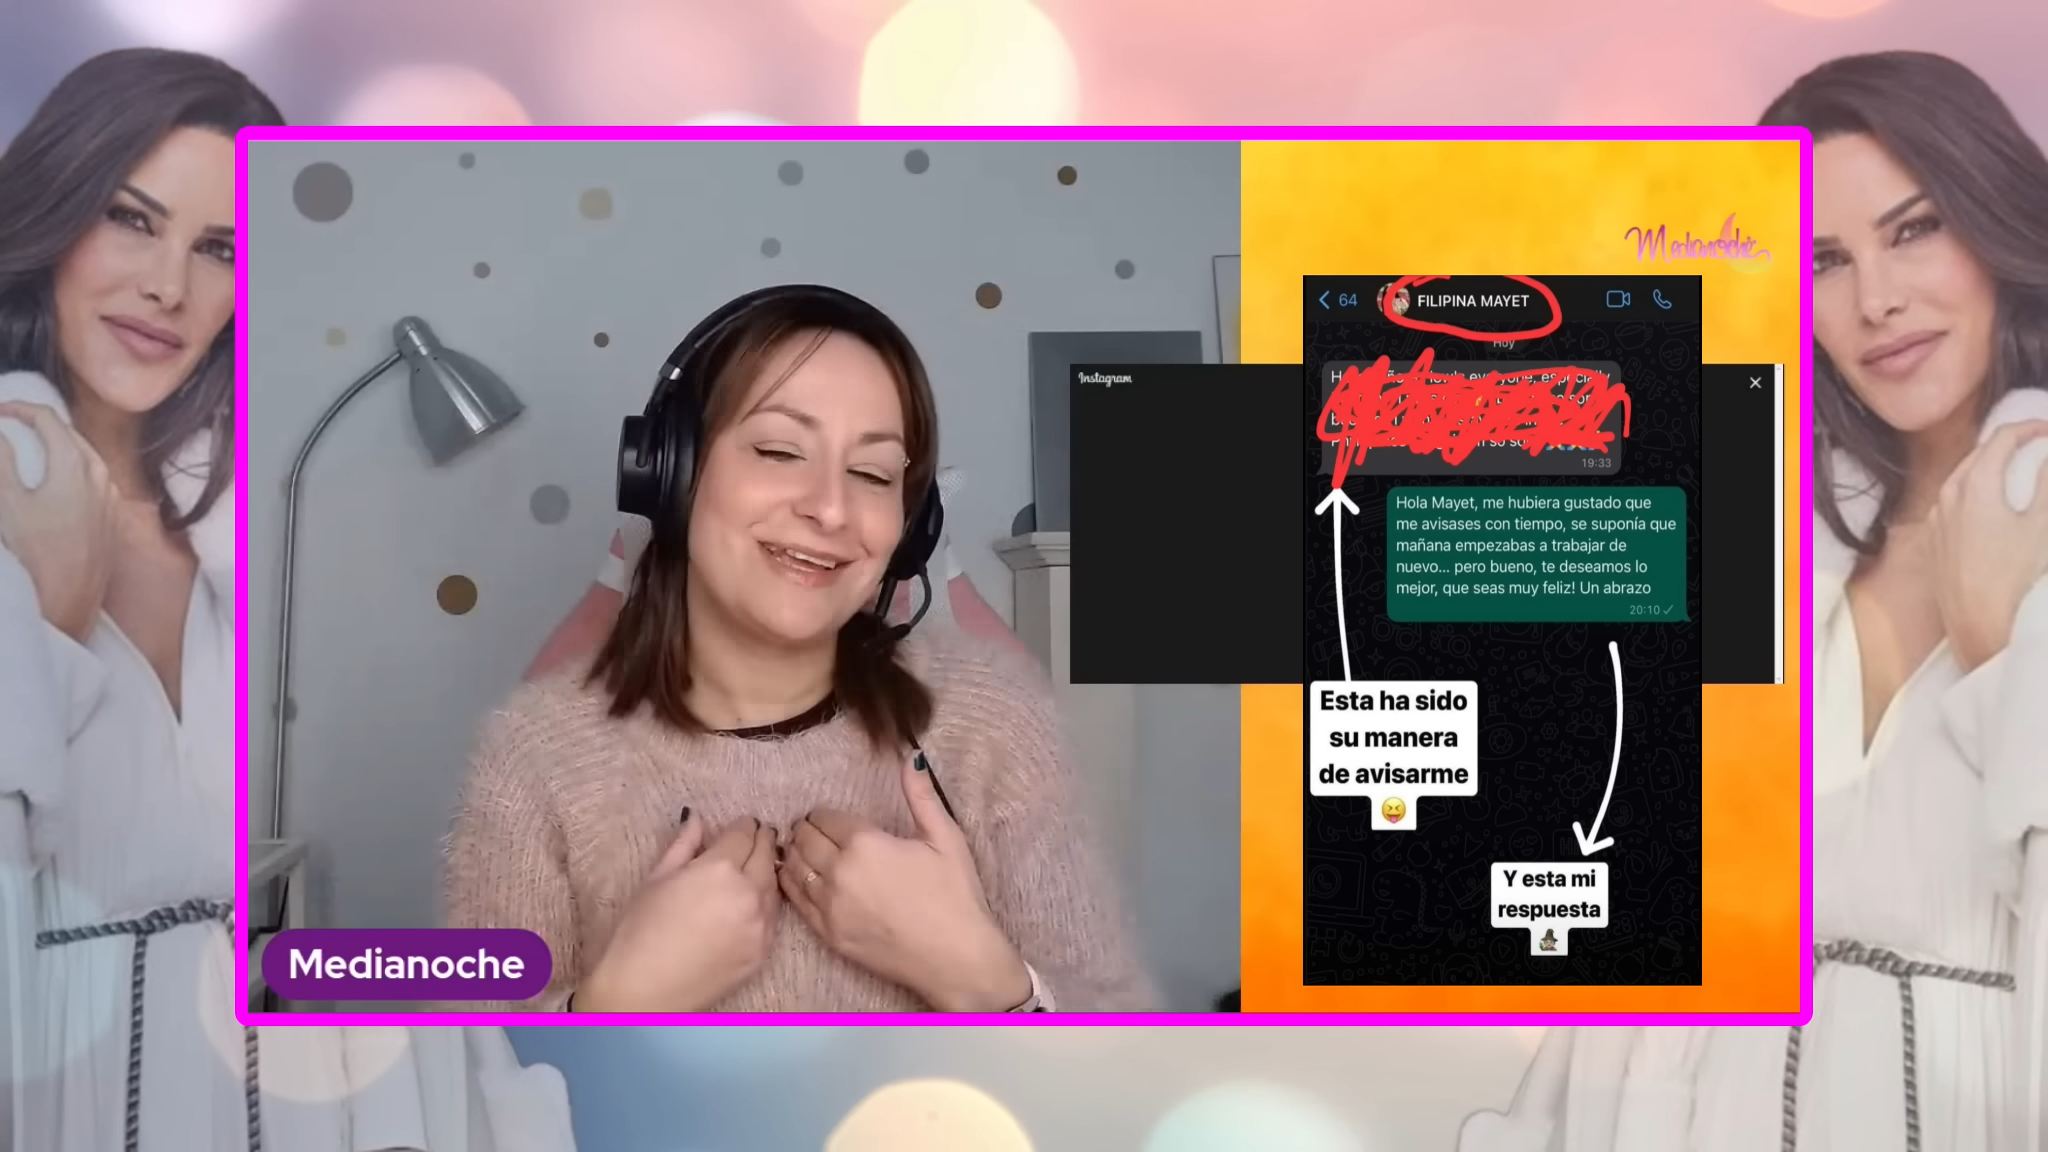 Medianoche
Instagram
64
FILIPINA MAYET
Hoy
19:33
Hola Mayet, me hubiera gustado que
me avisases con tiempo, se suponía que
mañana empezabas a trabajar de
nuevo... pero bueno, te deseamos lo
mejor, que seas muy feliz! Un abrazo
20:10
Esta ha sido
su manera
de avisarme
Y esta mi
respuesta
Medianoche